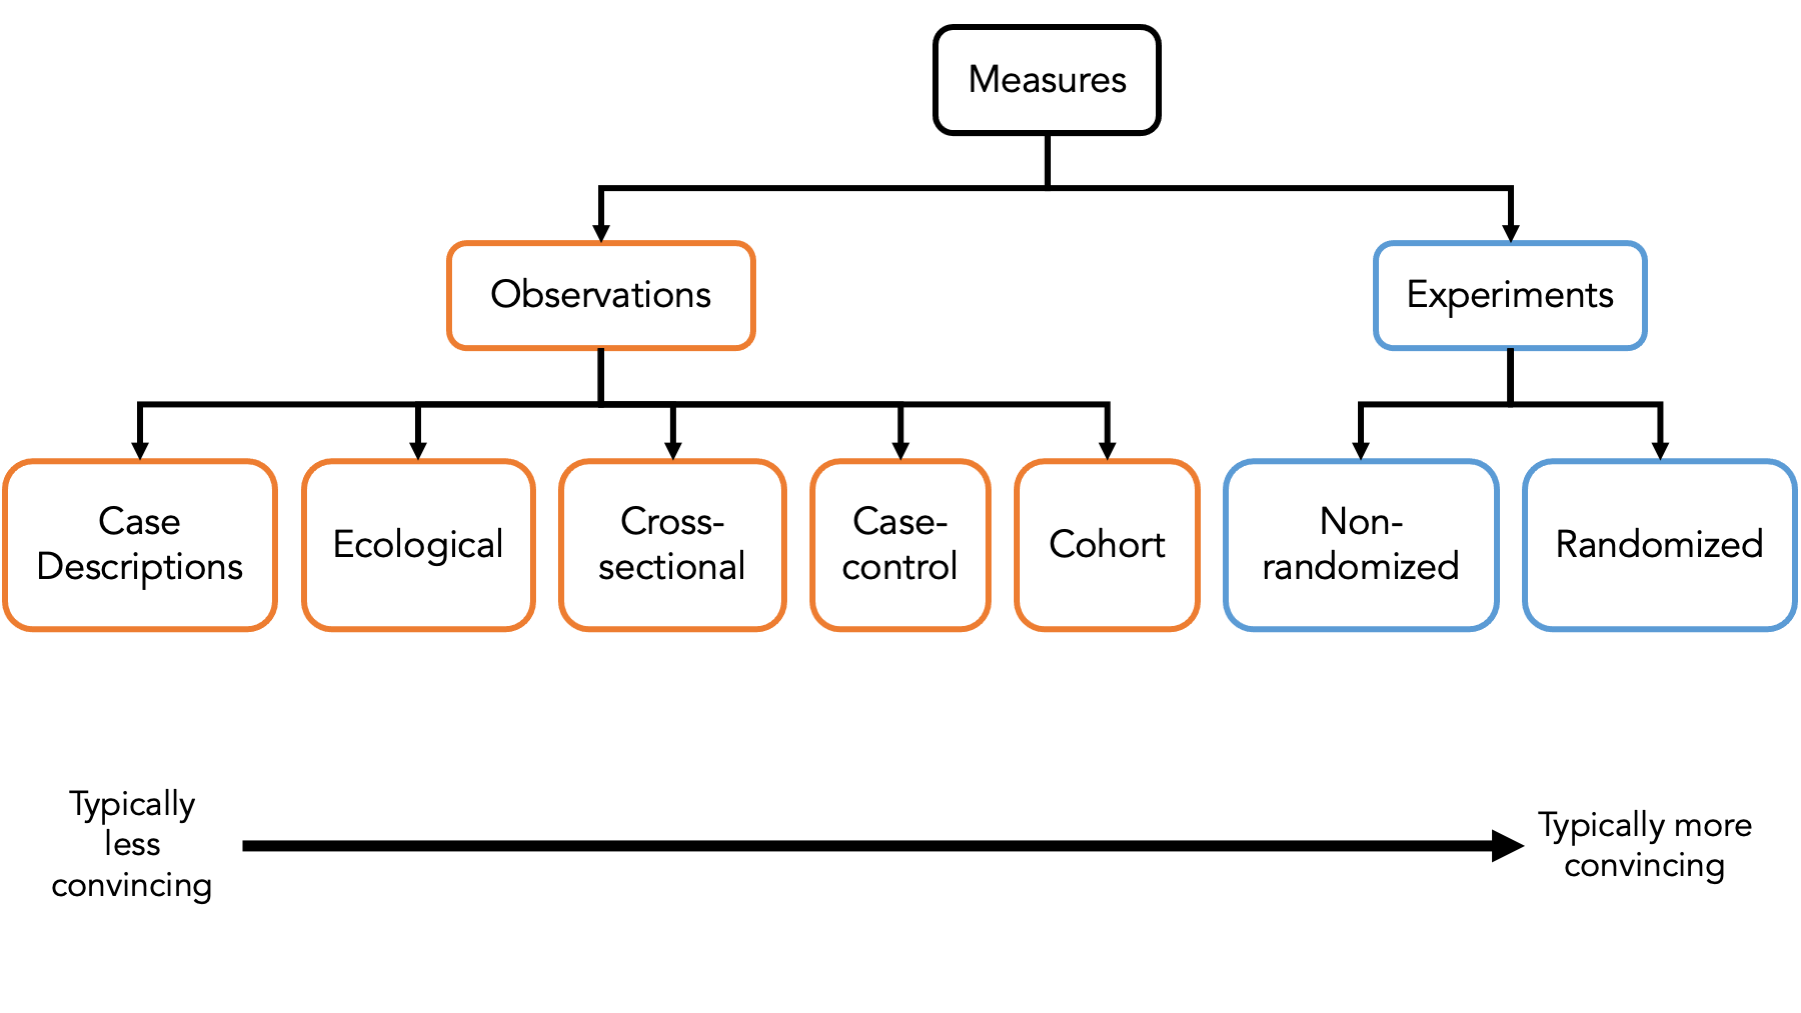 Measures
Observations
Experiments
Case
Descriptions
Ecological
Cross-
sectional
Case-
control
Cohort
Non-
randomized
Randomized
Typically
less
convincing
Typically more
convincing